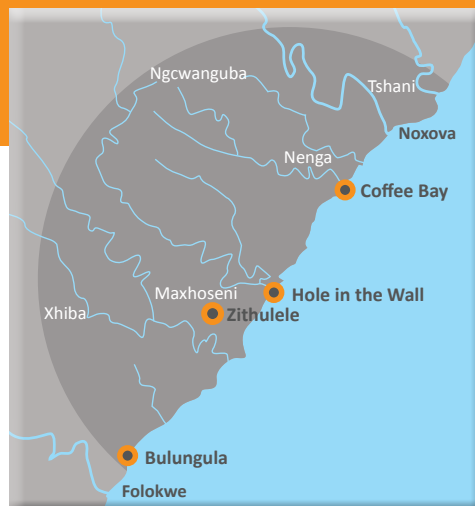 Ngcwanguba
Tshani
Noxova
Nenga
Coffee Bay
Maxhoseni
Hole in the Wall
Xhiba
Zithulele
Bulungula
Folokwe